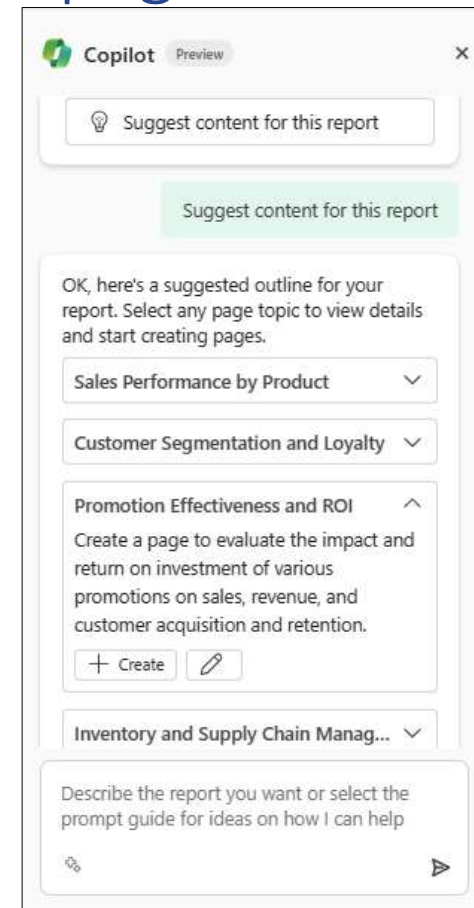 Copilot Preview
Suggest content for this report
Suggest content for this report
OK, here's a suggested outline for your
report. Select any page topic to view details
and start creating pages.
Sales Performance by Product
Customer Segmentation and Loyalty
Promotion Effectiveness and ROI
Create a page to evaluate the impact and
return on investment of various
promotions on sales, revenue, and
customer acquisition and retention.
+ Create
Inventory and Supply Chain Manag...
Describe the report you want or select the
prompt guide for ideas on how I can help